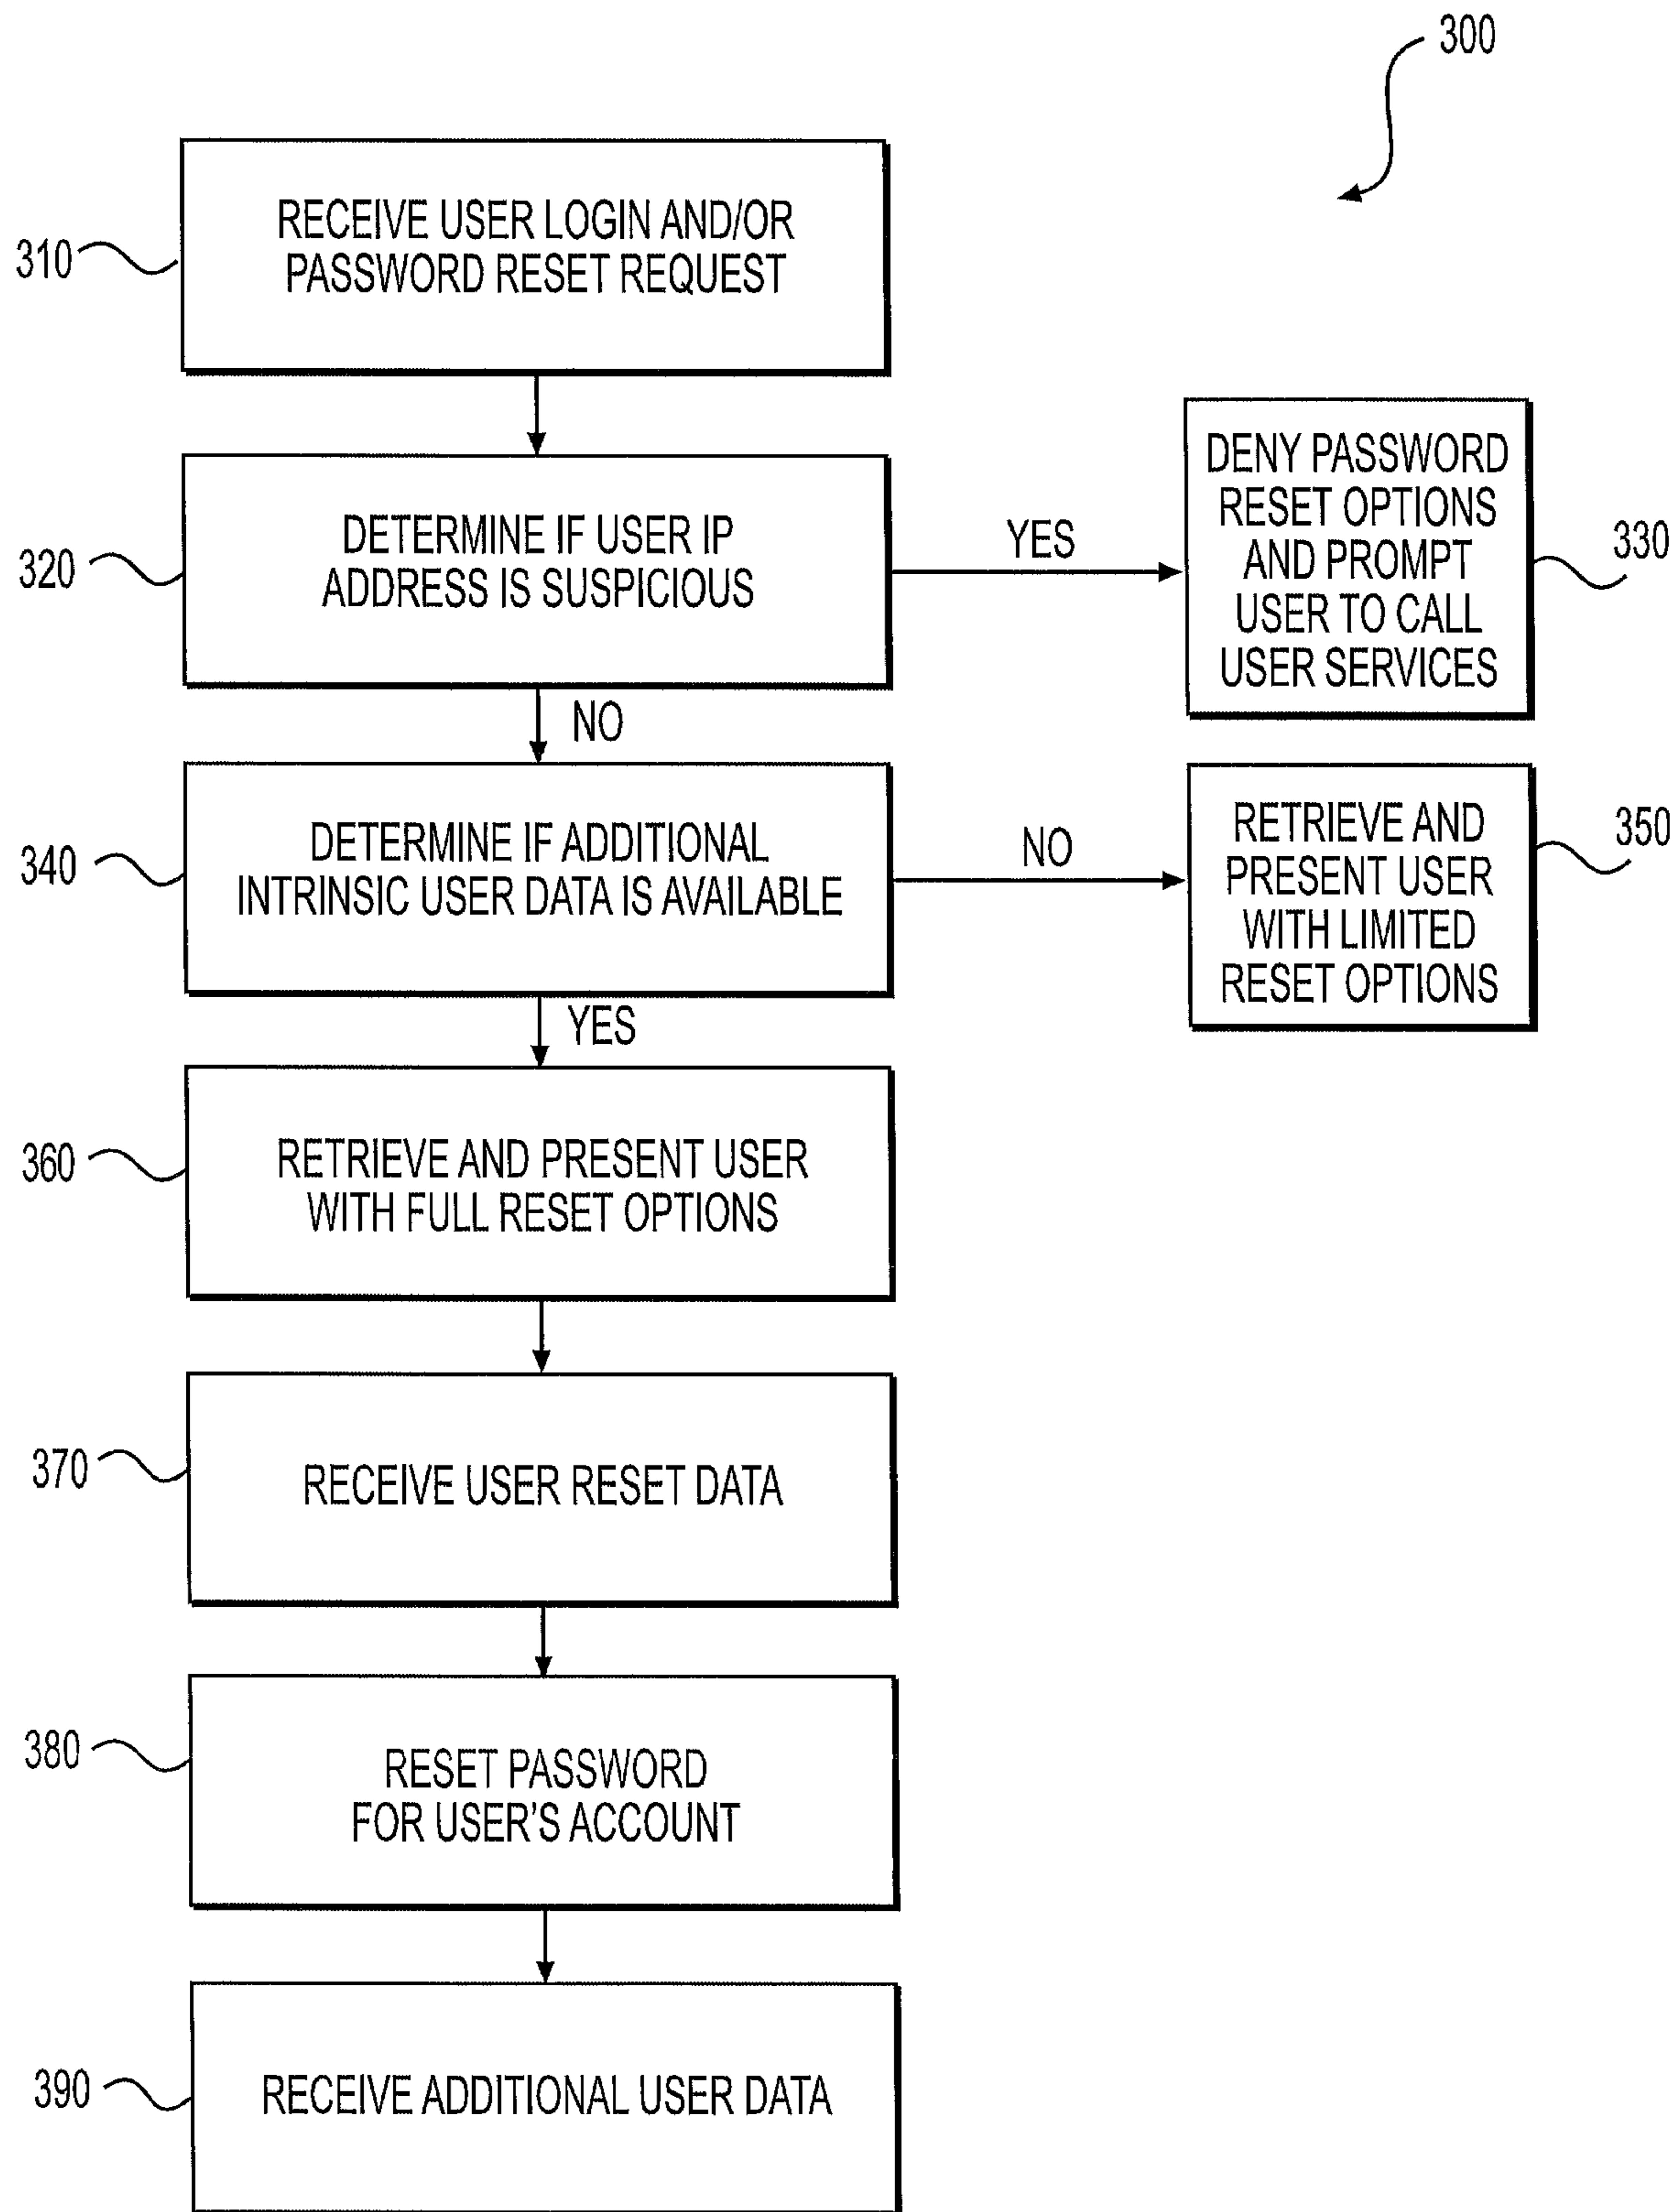 300
310
RECEIVE USER LOGIN AND/OR
PASSWORD RESET REQUEST
320
DETERMINE IF USER IP
ADDRESS IS SUSPICIOUS
YES
DENY PASSWORD
RESET OPTIONS
AND PROMPT
USER TO CALL
USER SERVICES
330
NO
340
DETERMINE IF ADDITIONAL
INTRINSIC USER DATA IS AVAILABLE
NO
RETRIEVE AND
PRESENT USER
WITH LIMITED
RESET OPTIONS
350
YES
360
RETRIEVE AND PRESENT USER
WITH FULL RESET OPTIONS
370
RECEIVE USER RESET DATA
380
RESET PASSWORD
FOR USER'S ACCOUNT
390
RECEIVE ADDITIONAL USER DATA